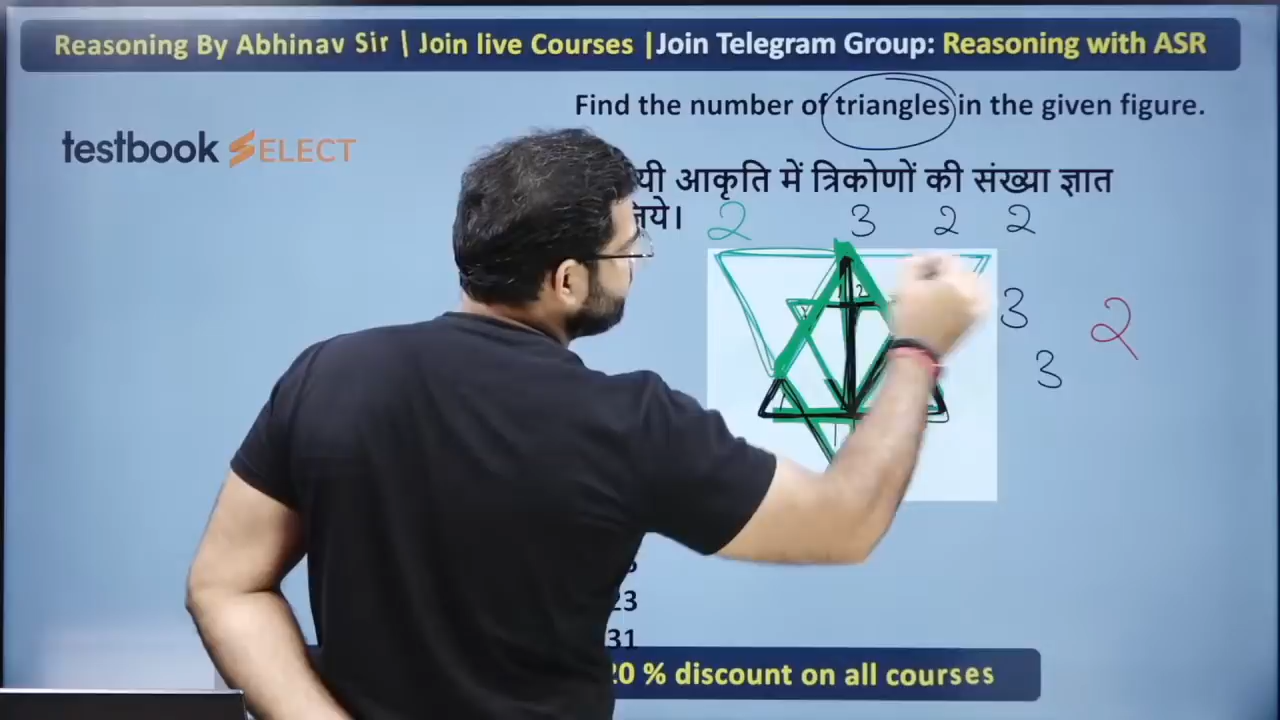 Reasoning By Abhinav Sir | Join live Courses |Join Telegram Group: Reasoning with ASR
Find the number of triangles in the given figure.
testbook SELECT
यी आकृति में त्रिकोणों की संख्या ज्ञात
जिये।
2 3 2 2
2
3 2
3
1
23
31
20 % discount on all courses